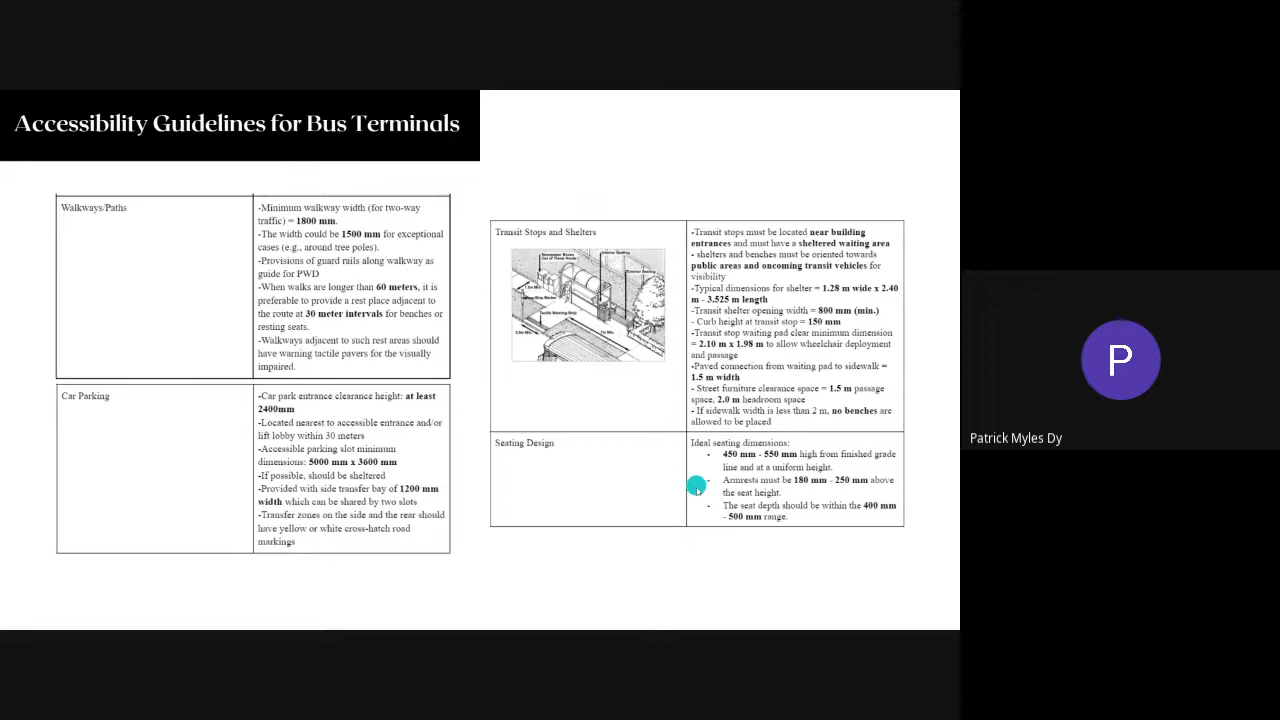 Accessibility Guidelines for Bus Terminals
Walkways/Paths
-Minimum walkway width (for two-way
traffic) = 1800 mm.
-The width could be 1500 mm for exceptional
cases (e.g., around tree poles).
-Provisions of guard rails along walkway as
guide for PWD
-When walks are longer than 60 meters, it is
preferable to provide a rest place adjacent to
the route at 30 meter intervals for benches or
resting seats.
-Walkways adjacent to such rest areas should
have warning tactile pavers for the visually
impaired.
Car Parking
-Car park entrance clearance height: at least
2400mm
-Located nearest to accessible entrance and/or
lift lobby within 30 meters
-Accessible parking slot minimum
dimensions: 5000 mm x 3600 mm
-If possible, should be sheltered
-Provided with side transfer bay of 1200 mm
width which can be shared by two slots
-Transfer zones on the side and the rear should
have yellow or white cross-hatch road
markings
Transit Stops and Shelters
Newspaper Boxes
Out of Travel Route
Interior Seating
Exterior Seating
Tactile Warning Strip
-Transit stops must be located near building
entrances and must have a sheltered waiting area
- shelters and benches must be oriented towards
public areas and oncoming transit vehicles for
visibility
-Typical dimensions for shelter = 1.28 m wide x 2.40
m - 3.525 m length
-Transit shelter opening width = 800 mm (min.)
- Curb height at transit stop = 150 mm
-Transit stop waiting pad clear minimum dimension
= 2.10 m x 1.98 m to allow wheelchair deployment
and passage
-Paved connection from waiting pad to sidewalk =
1.5 m width
- Street furniture clearance space = 1.5 m passage
space, 2.0 m headroom space
- If sidewalk width is less than 2 m, no benches are
allowed to be placed
Seating Design
Ideal seating dimensions:
- 450 mm - 550 mm high from finished grade
line and at a uniform height.
- Armrests must be 180 mm - 250 mm above
the seat height.
- The seat depth should be within the 400 mm
- 500 mm range.
P
Patrick Myles Dy